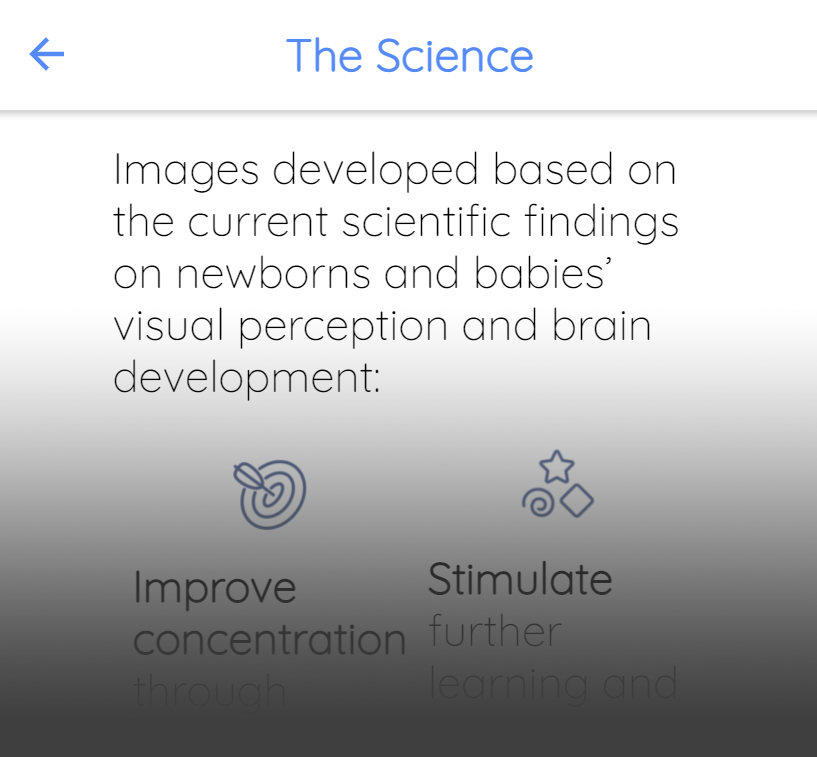 The Science
Images developed based on
the current scientific findings
on newborns and babies’
visual perception and brain
development:
Improve
concentration
through
Stimulate
further
learning and